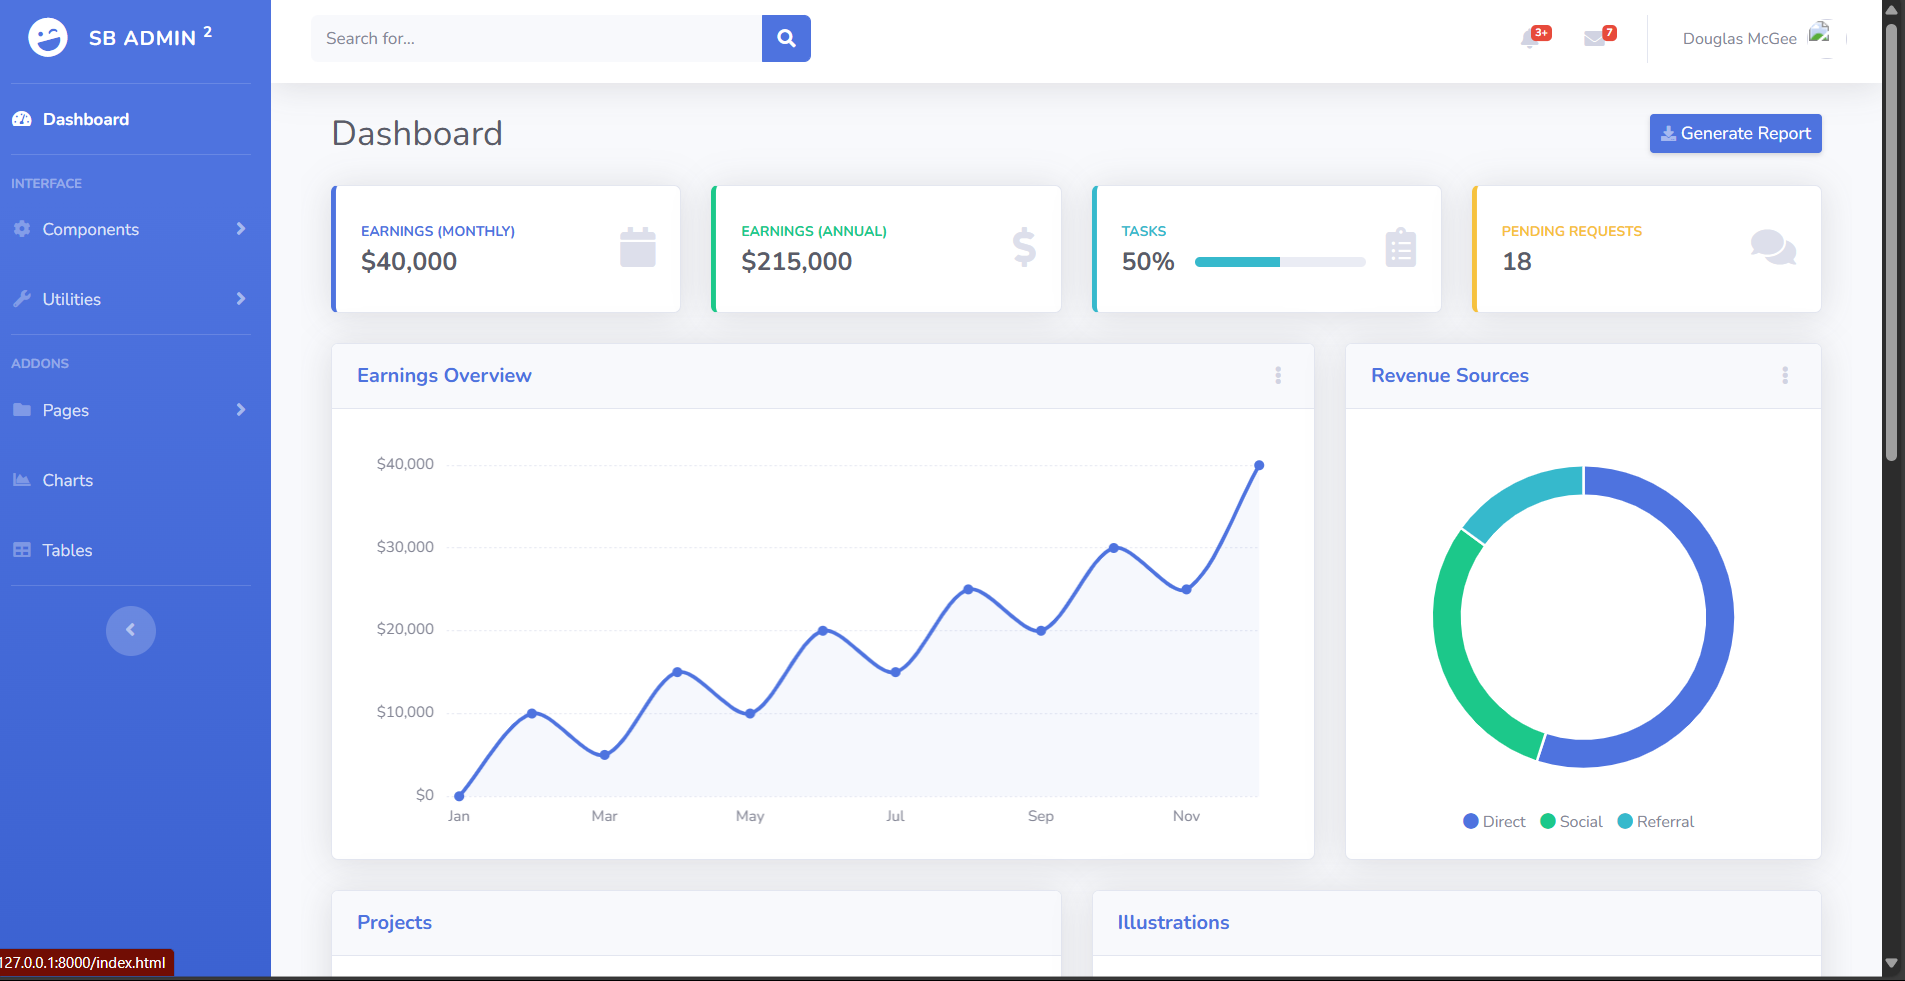 SB ADMIN 2
Search for...
3+
7
Douglas McGee
Dashboard
INTERFACE
Components
Utilities
ADDONS
Pages
Charts
Tables
Dashboard
Generate Report
EARNINGS (MONTHLY)
$40,000
EARNINGS (ANNUAL)
$215,000
TASKS
50%
PENDING REQUESTS
18
Earnings Overview
$40,000
$30,000
$20,000
$10,000
$0
Jan Mar May Jul Sep Nov
Revenue Sources
Direct Social Referral
Projects
Illustrations
127.0.0.1:8000/index.html